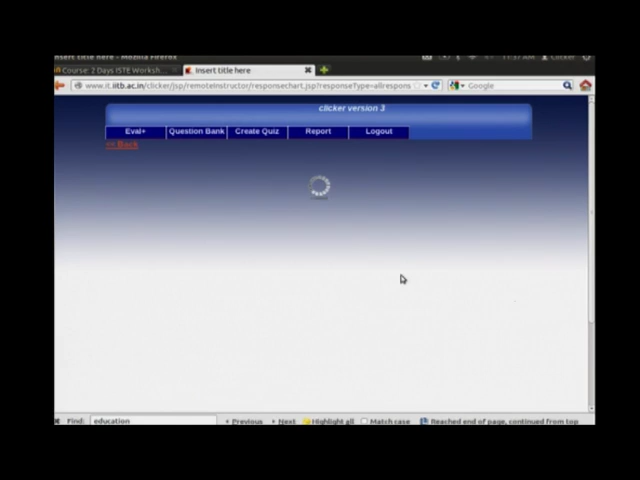 Insert title here - Mozilla Firefox
Course: 2 Days ISTE Worksh...
Insert title here
www.it.iitb.ac.in/clicker/jsp/remoteinstructor/responsechart.jsp?responseType=allrespons
Google
clicker version 3
Eval+ Question Bank Create Quiz Report Logout
<< Back
Find: education Previous Next Highlight all Match case Reached end of page, continued from top